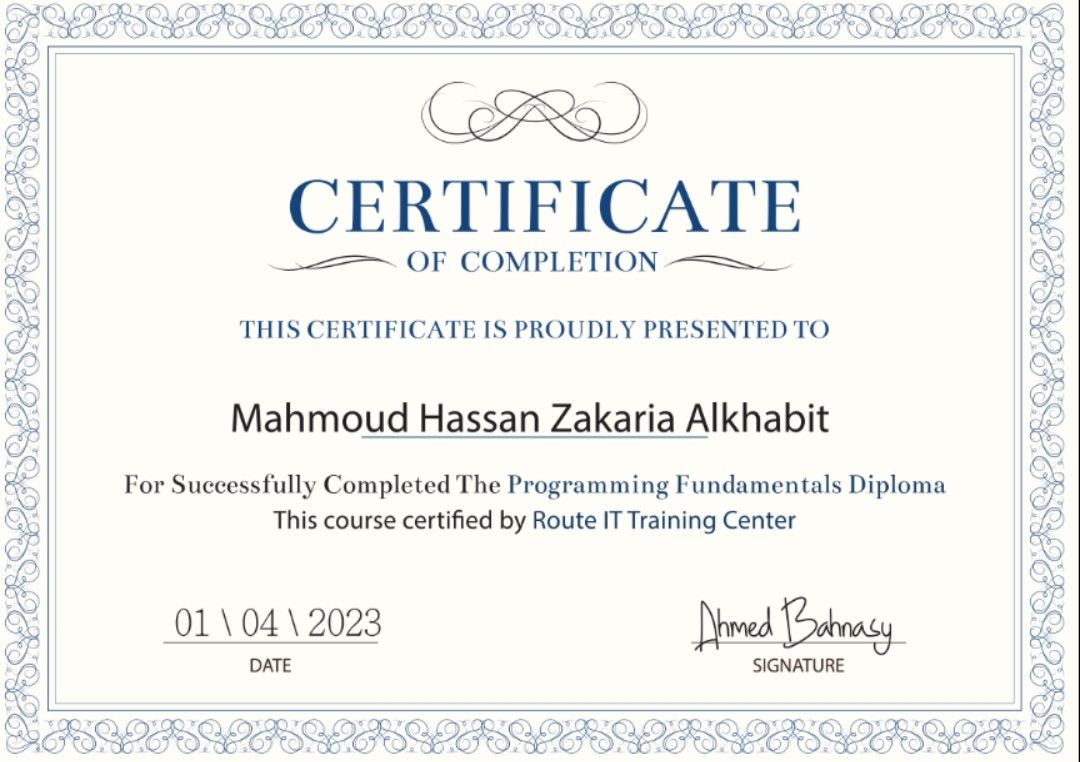 CERTIFICATE
OF COMPLETION
THIS CERTIFICATE IS PROUDLY PRESENTED TO
Mahmoud Hassan Zakaria Alkhabit
For Successfully Completed The Programming Fundamentals Diploma
This course certified by Route IT Training Center
01 \ 04 \ 2023
DATE
Ahmed Bahnasy
SIGNATURE